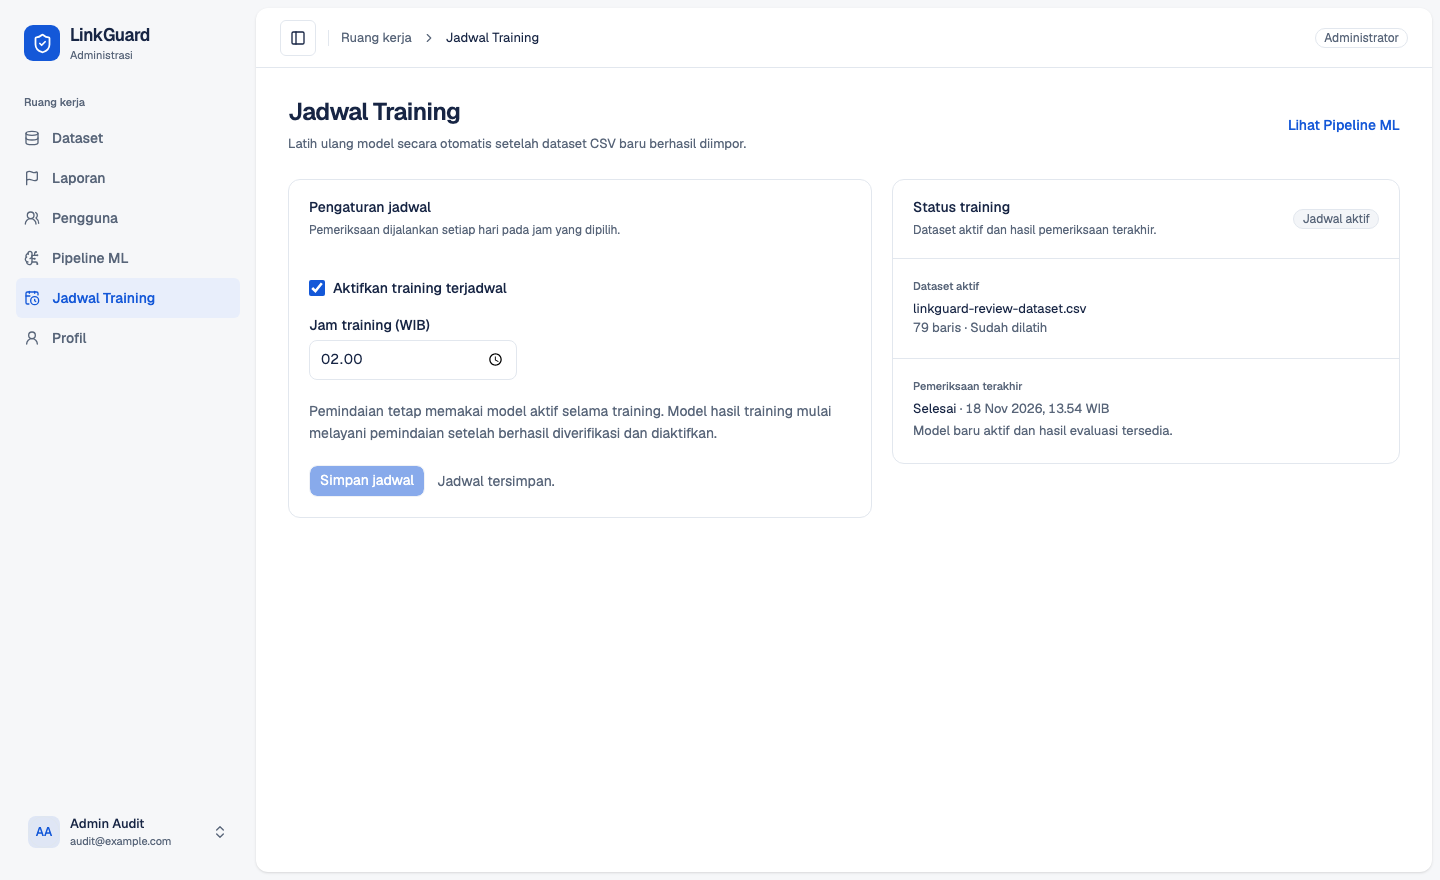 LinkGuard
Administrasi
Ruang kerja
Dataset
Laporan
Pengguna
Pipeline ML
Jadwal Training
Profil
AA
Admin Audit
audit@example.com
Ruang kerja
Jadwal Training
Administrator
Jadwal Training
Latih ulang model secara otomatis setelah dataset CSV baru berhasil diimpor.
Lihat Pipeline ML
Pengaturan jadwal
Pemeriksaan dijalankan setiap hari pada jam yang dipilih.
Aktifkan training terjadwal
Jam training (WIB)
02.00
Pemindaian tetap memakai model aktif selama training. Model hasil training mulai
melayani pemindaian setelah berhasil diverifikasi dan diaktifkan.
Simpan jadwal
Jadwal tersimpan.
Status training
Dataset aktif dan hasil pemeriksaan terakhir.
Jadwal aktif
Dataset aktif
linkguard-review-dataset.csv
79 baris · Sudah dilatih
Pemeriksaan terakhir
Selesai · 18 Nov 2026, 13.54 WIB
Model baru aktif dan hasil evaluasi tersedia.